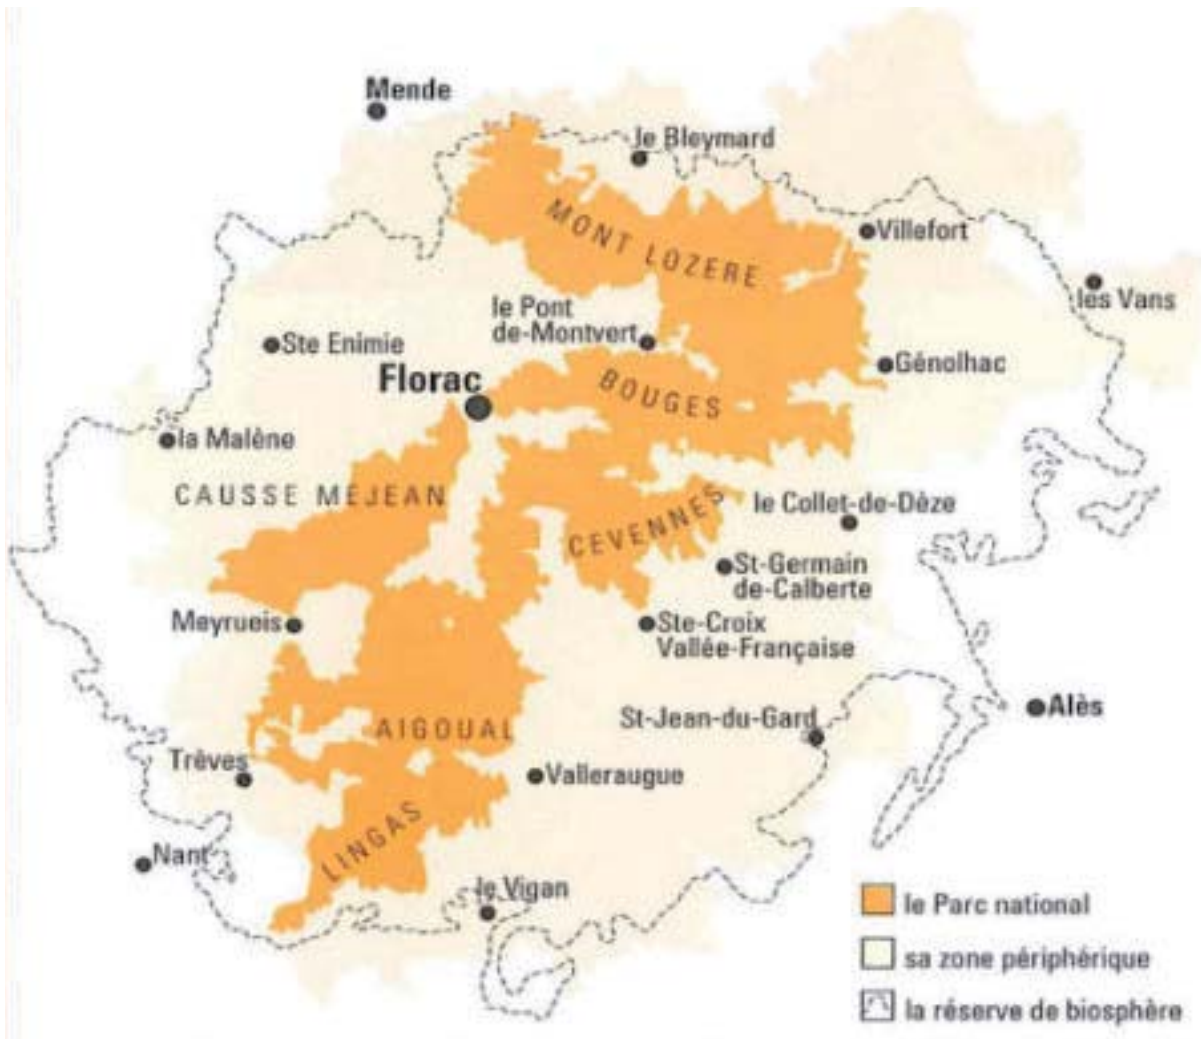 Mende
le Bleymard
MONT LOZERE
Villefort
les Vans
le Pont
de-Montvert
Ste Enimie
Florac
Génolhac
BOUGES
la Malène
CAUSSE MEJEAN
le Collet-de-Dèze
CEVENNES
St-Germain
de-Calberte
Meyrueis
Ste-Croix
Vallée-Française
Alès
St-Jean-du-Gard
AIGOUAL
Trèves
Valleraugue
LINGAS
Nant
le Vigan
le Parc national
sa zone périphérique
la réserve de biosphère